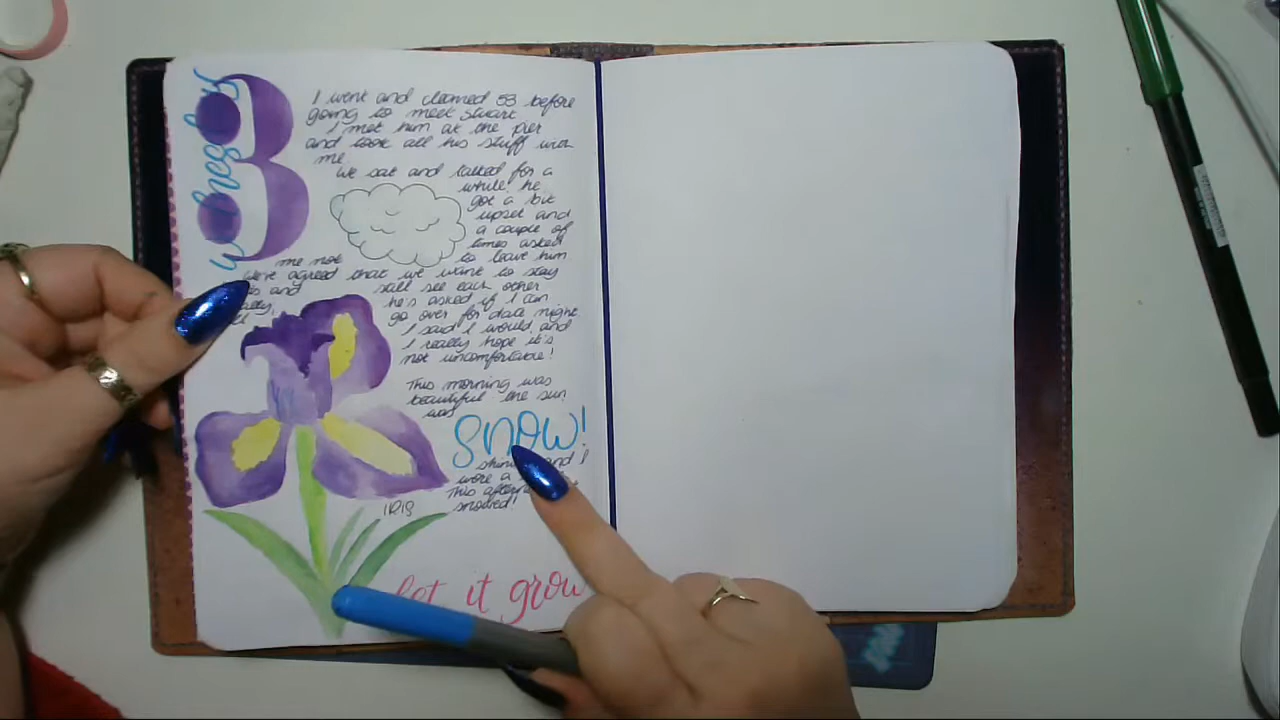 Wednesday
3
I went and cleaned 53 before
going to meet Stuart
I met him at the pier
and took all his stuff with
me
We sat and talked for a
while! he
got a bit
upset and
a couple of
times asked
me not to leave him
We've agreed that we want to stay
and still see each other
he's asked if I can
go over for date night
I said I would, and
I really hope it's
not uncomfortable!
This morning was
beautiful the sun
was
SNOW!
and I
wore a
This
snowed!
IRIS
let it grow